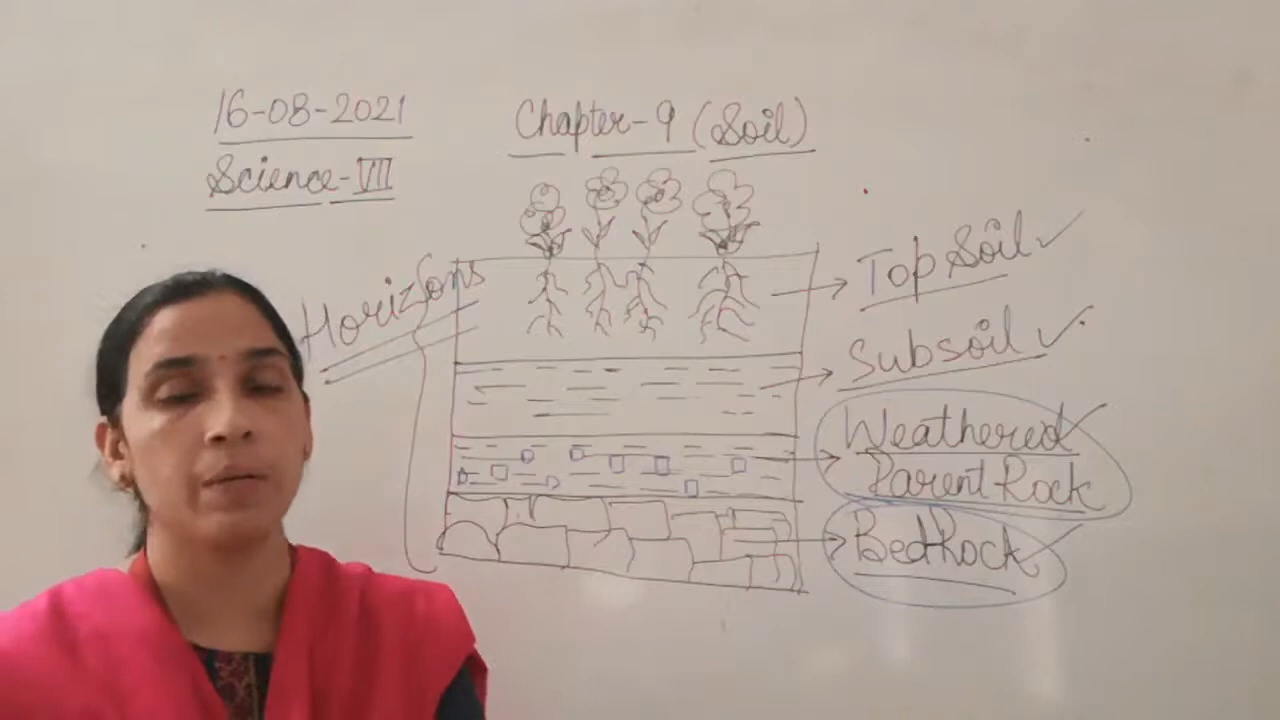 16-08-2021
Science-VII
Chapter-9 (Soil)
Horizons
Top Soil
Subsoil
Weathered
Parent Rock
BedRock